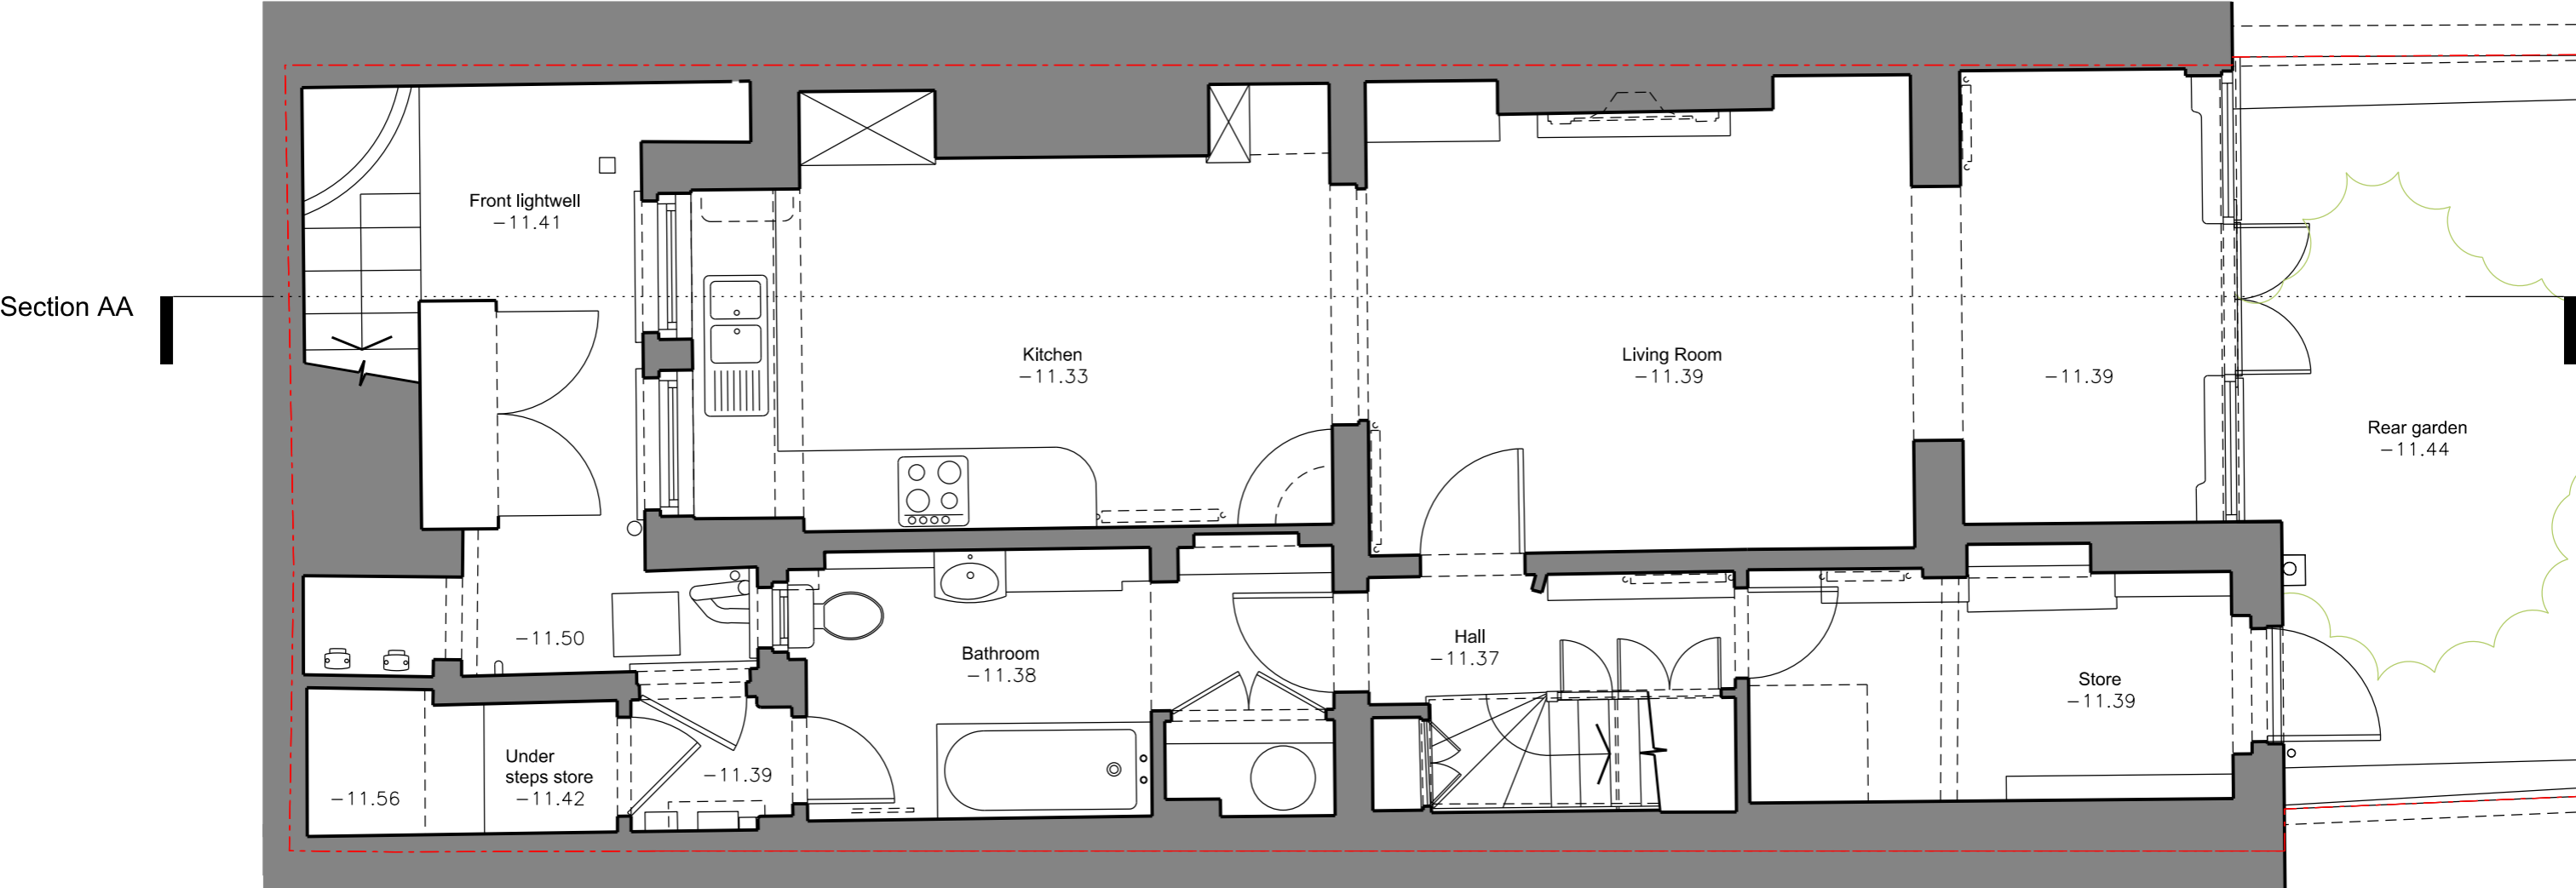 Section AA
Front lightwell
-11.41
Kitchen
-11.33
Living Room
-11.39
-11.39
Rear garden
-11.44
-11.50
Bathroom
-11.38
Hall
-11.37
Store
-11.39
Under
steps store
-11.42
-11.56
-11.39